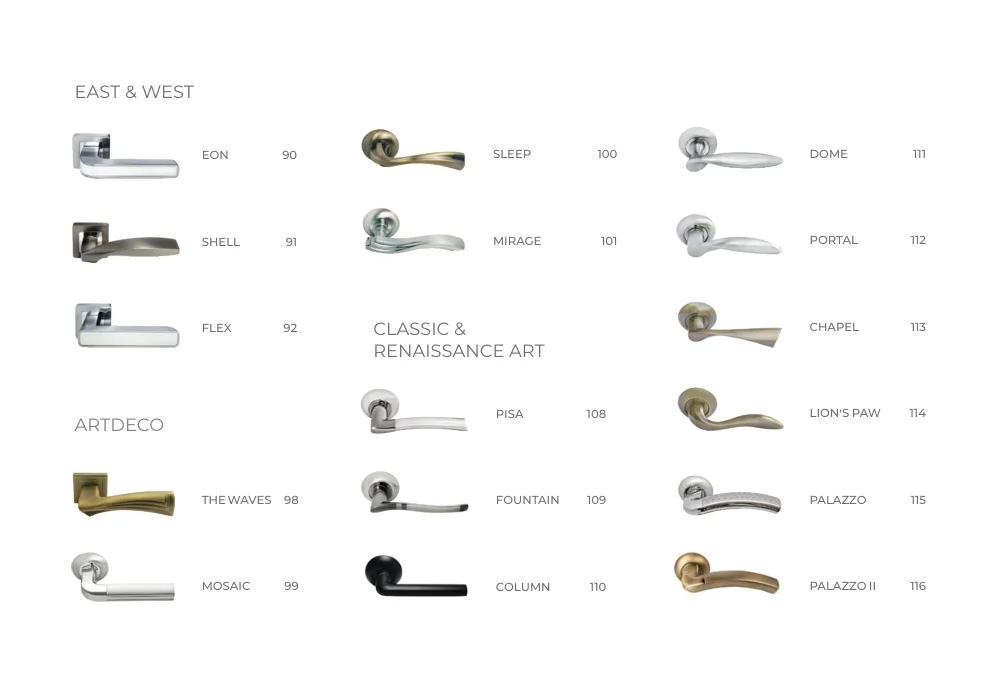 EAST & WEST
EON 90
SHELL 91
FLEX 92
ARTDECO
THE WAVES 98
MOSAIC 99
SLEEP 100
MIRAGE 101
CLASSIC &
RENAISSANCE ART
PISA 108
FOUNTAIN 109
COLUMN 110
DOME 111
PORTAL 112
CHAPEL 113
LION'S PAW 114
PALAZZO 115
PALAZZO II 116